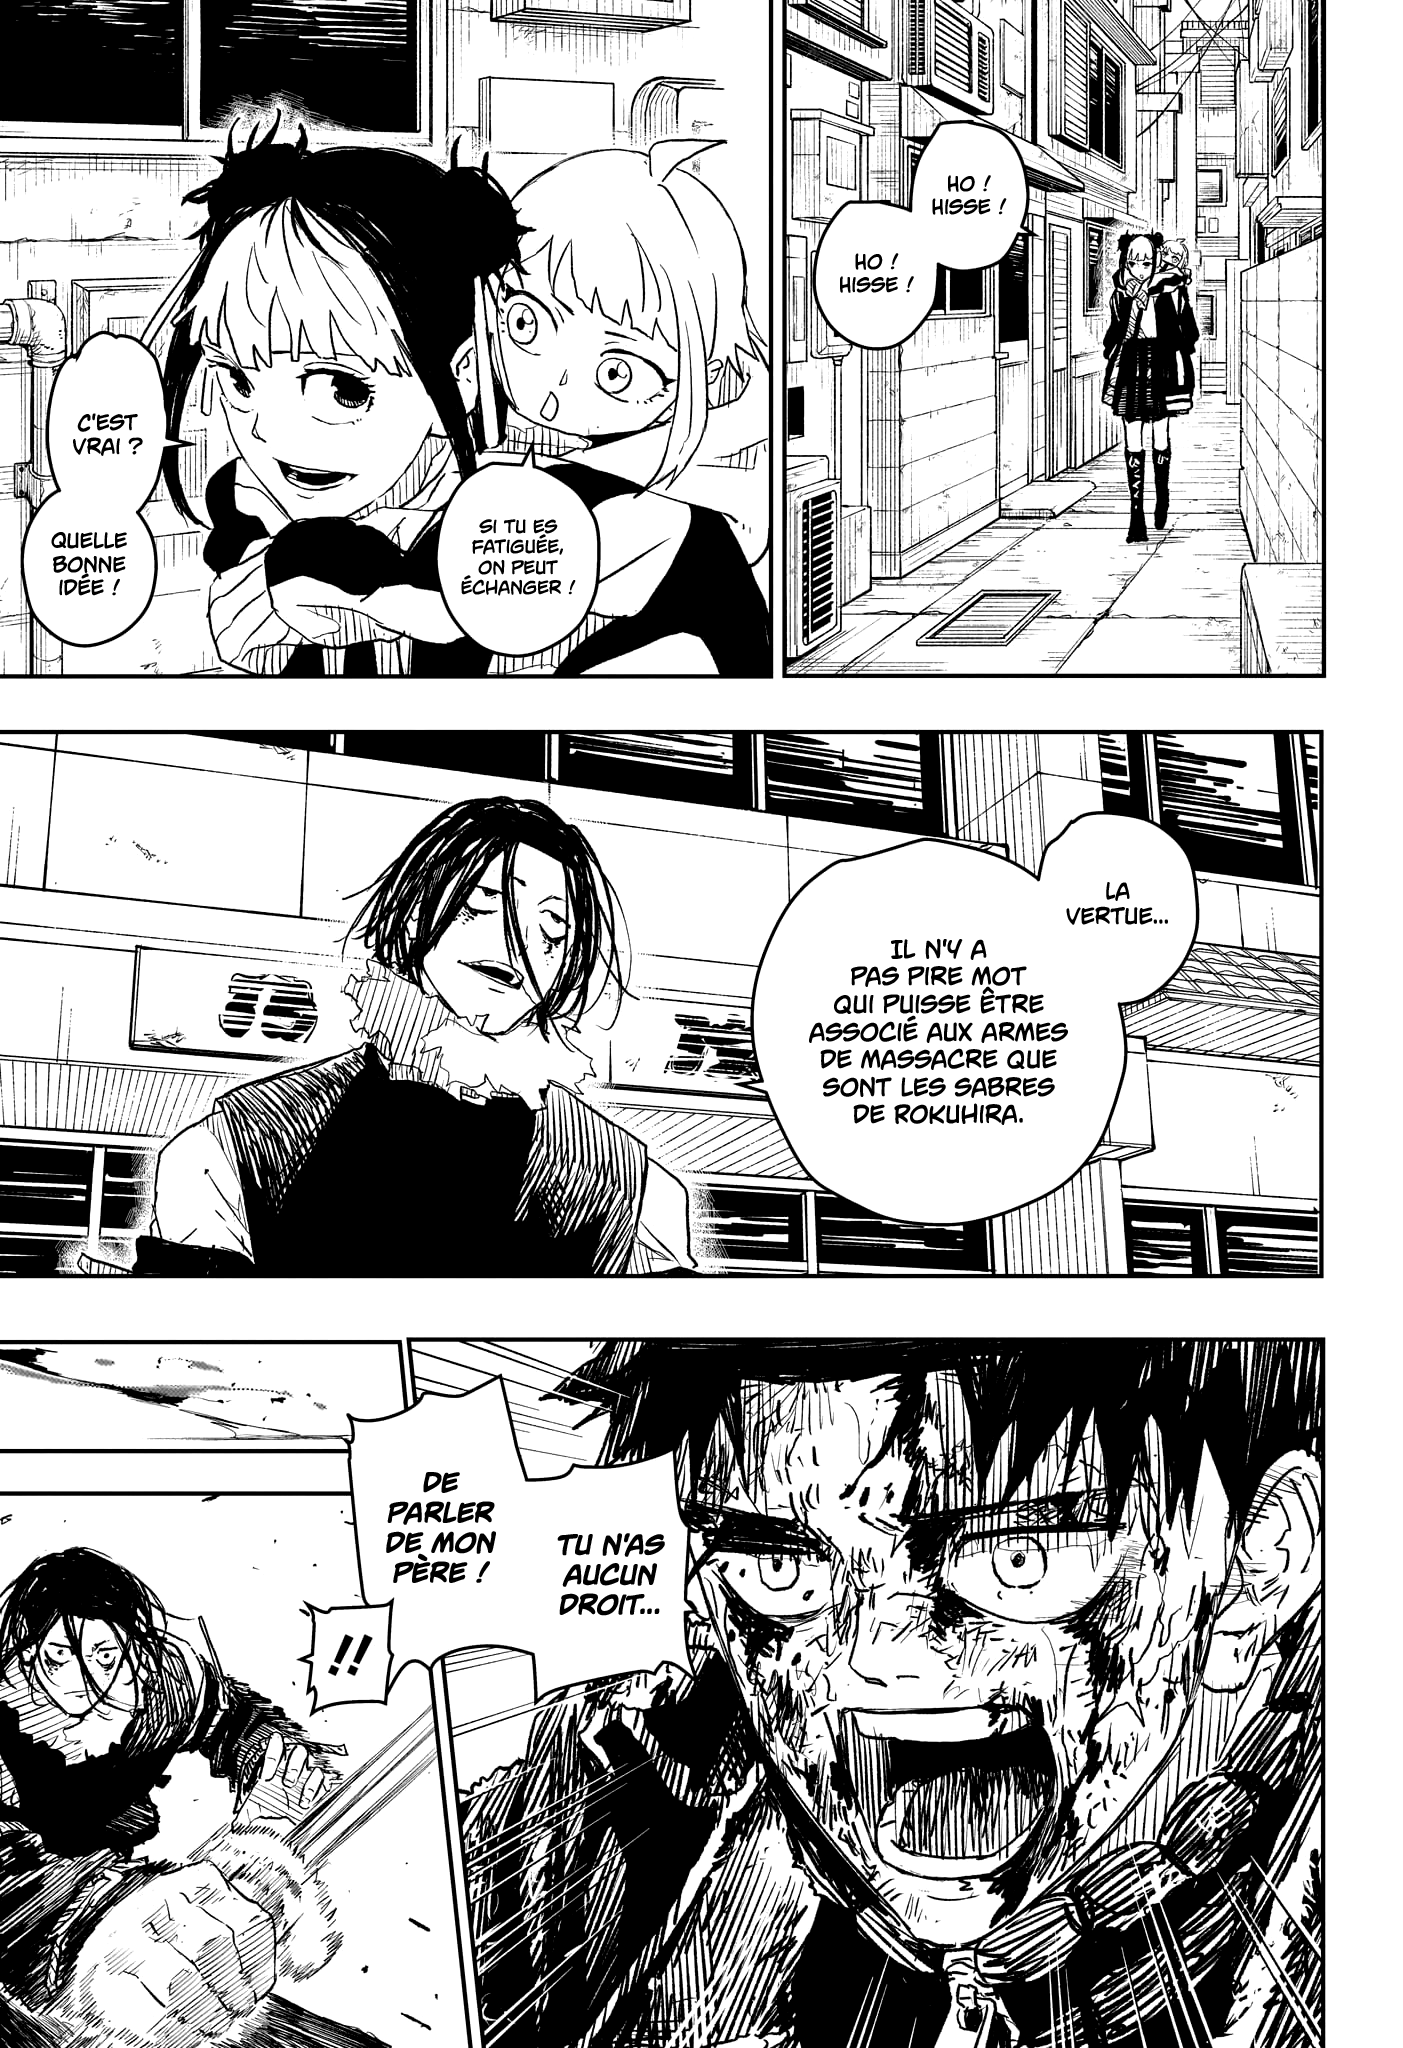 HO !
HISSE !
HO !
HISSE !
SI TU ES
FATIGUÉE,
ON PEUT
ÉCHANGER !
C'EST
VRAI ?
QUELLE
BONNE
IDÉE !
LA
VERTUE...
IL N'Y A
PAS PIRE MOT
QUI PUISSE ÊTRE
ASSOCIÉ AUX ARMES
DE MASSACRE QUE
SONT LES SABRES
DE ROKUHIRA.
TU N'AS
AUCUN
DROIT...
DE
PARLER
DE MON
PÈRE !
!!